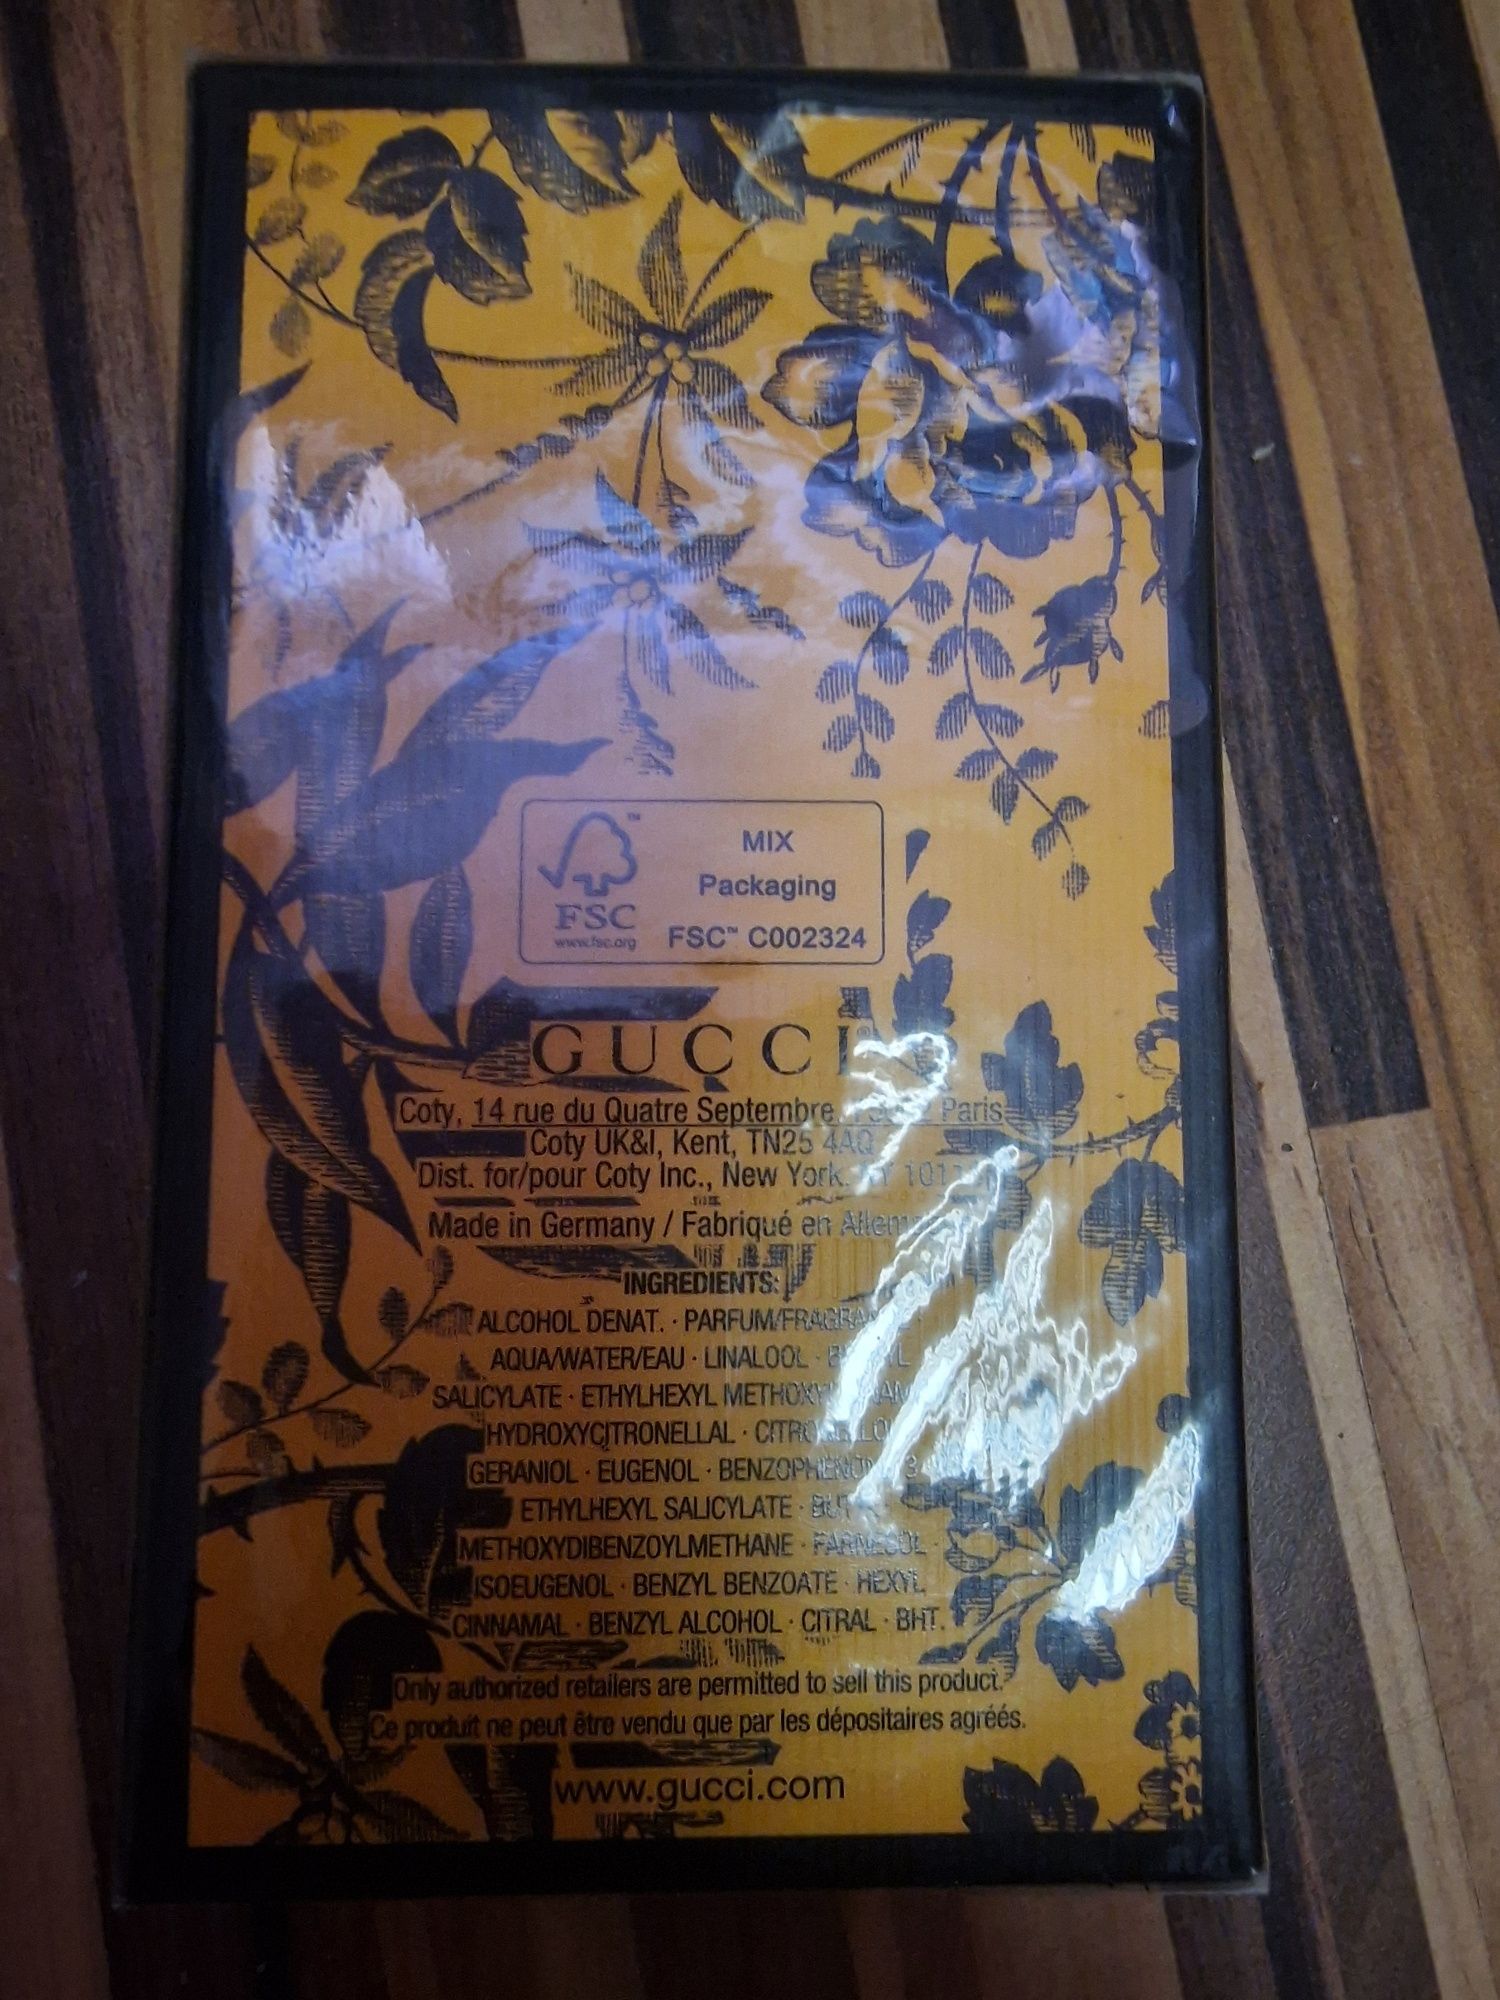 FSC
www.fsc.org
MIX
Packaging
FSC™ C002324
GUCCI
Coty, 14 rue du Quatre Septembre, Paris
Coty UK&I, Kent, TN25 4AQ
Dist. for/pour Coty Inc., New York,
Made in Germany / Fabriqué en
INGREDIENTS:
ALCOHOL DENAT. · PARFUM/
AQUA/WATER/EAU · LINALOOL ·
SALICYLATE · ETHYLHEXYL
HYDROXYCITRONELLAL ·
GERANIOL · EUGENOL ·
ETHYLHEXYL SALICYLATE ·
METHOXYDIBENZOYLMETHANE · FARNESOL ·
ISOEUGENOL · BENZYL BENZOATE · HEXYL
CINNAMAL · BENZYL ALCOHOL · CITRAL · BHT.
Only authorized retailers are permitted to sell this product.
Ce produit ne peut être vendu que par les dépositaires agréés.
www.gucci.com